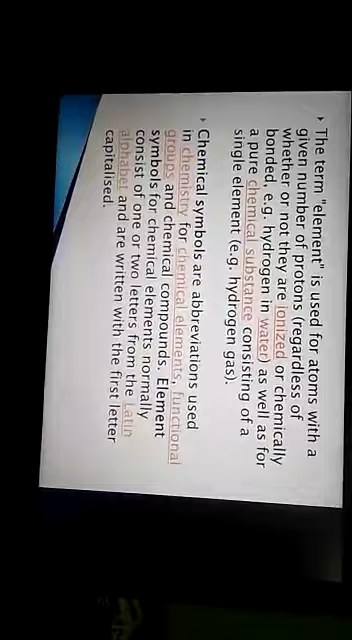 The term "element" is used for atoms with a
given number of protons (regardless of
whether or not they are ionized or chemically
bonded, e.g. hydrogen in water) as well as for
a pure chemical substance consisting of a
single element (e.g. hydrogen gas).
Chemical symbols are abbreviations used
in chemistry for chemical elements, functional
groups and chemical compounds. Element
symbols for chemical elements normally
consist of one or two letters from the Latin
alphabet and are written with the first letter
capitalised.